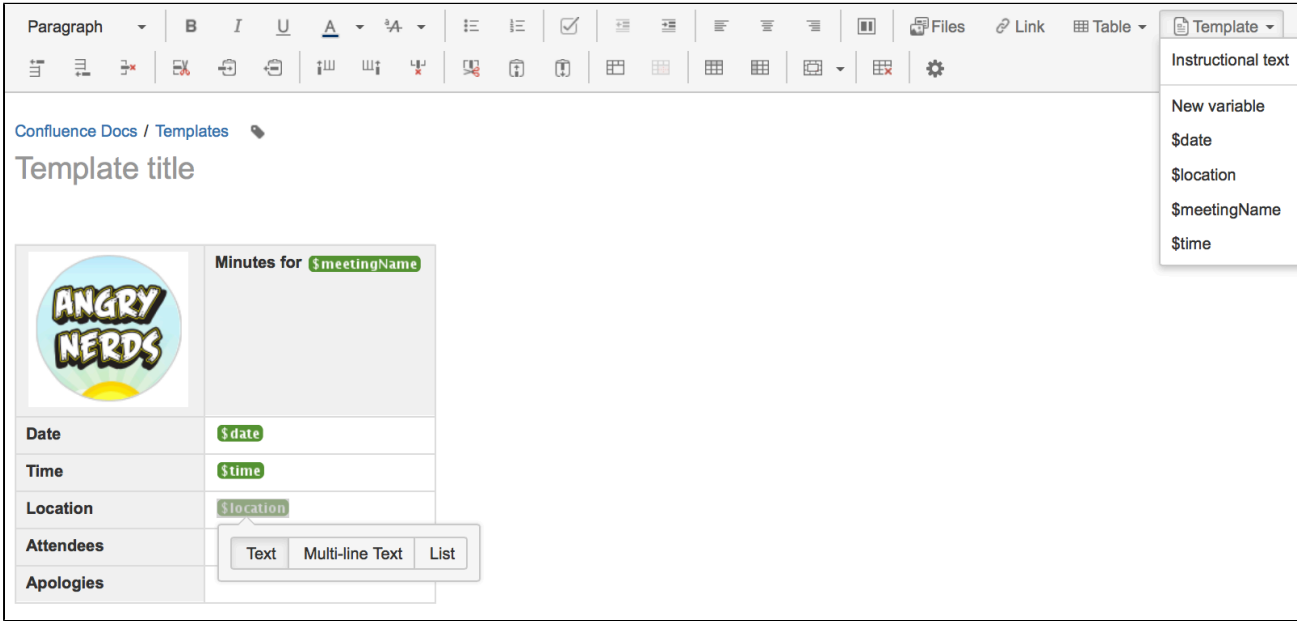 Paragraph B I U A ªA Files Link Table Template
Instructional text
New variable
$date
$location
$meetingName
$time
Confluence Docs / Templates
Template title
ANGRY
NERDS
Minutes for $meetingName
Date $date
Time $time
Location $location
Attendees
Text Multi-line Text List
Apologies